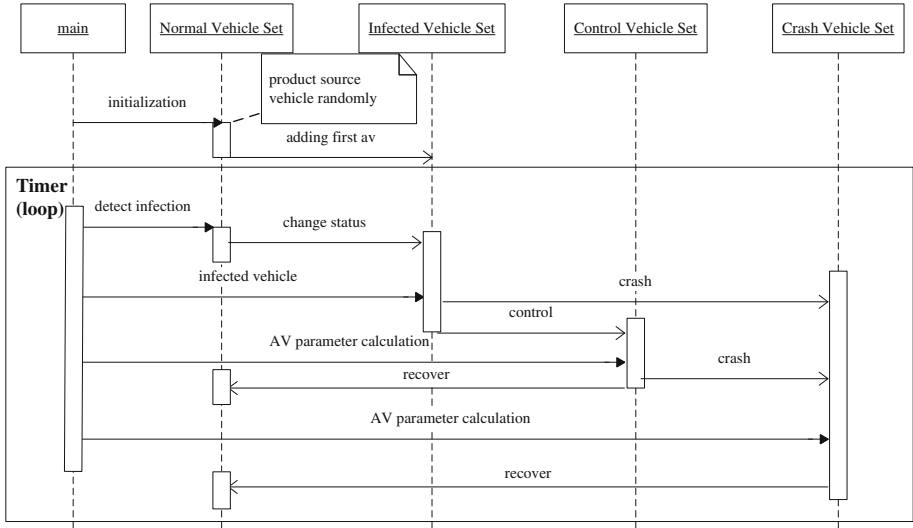 main
Normal Vehicle Set
Infected Vehicle Set
Control Vehicle Set
Crash Vehicle Set
product source
vehicle randomly
initialization
adding first av
Timer
(loop)
detect infection
change status
infected vehicle
crash
control
AV parameter calculation
crash
recover
AV parameter calculation
recover